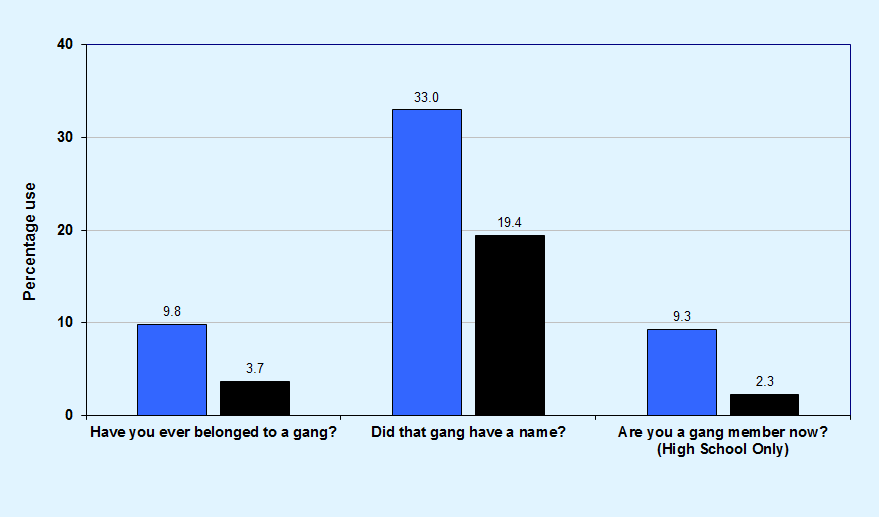 40
33.0
30
19.4
20
Percentage use
9.8
9.3
10
3.7
2.3
0
Have you ever belonged to a gang?
Did that gang have a name?
Are you a gang member now?
(High School Only)